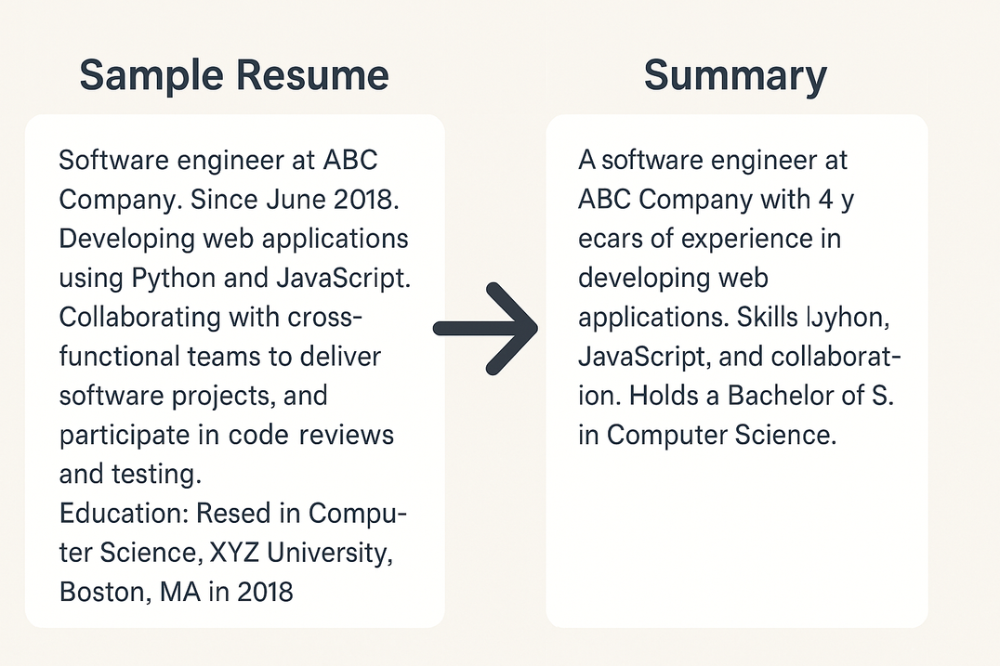 Sample Resume
Software engineer at ABC
Company. Since June 2018.
Developing web applications
using Python and JavaScript.
Collaborating with cross-
functional teams to deliver
software projects, and
participate in code reviews
and testing.
Education: Resed in Compu-
ter Science, XYZ University,
Boston, MA in 2018
Summary
A software engineer at
ABC Company with 4 y
ecars of experience in
developing web
applications. Skills
JavaScript, and collaborat-
ion. Holds a Bachelor of S.
in Computer Science.